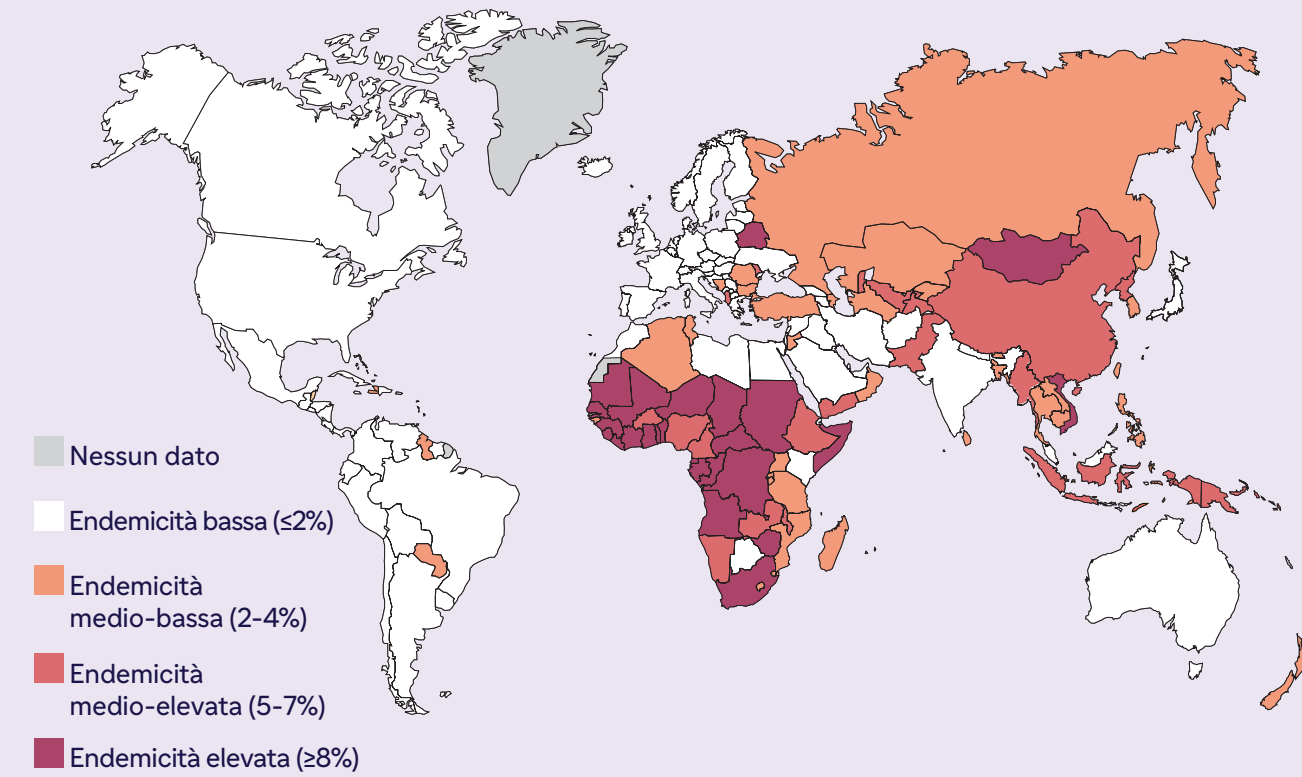 Nessun dato
Endemicità bassa (≤2%)
Endemicità
medio-bassa (2-4%)
Endemicità
medio-elevata (5-7%)
Endemicità elevata (≥8%)